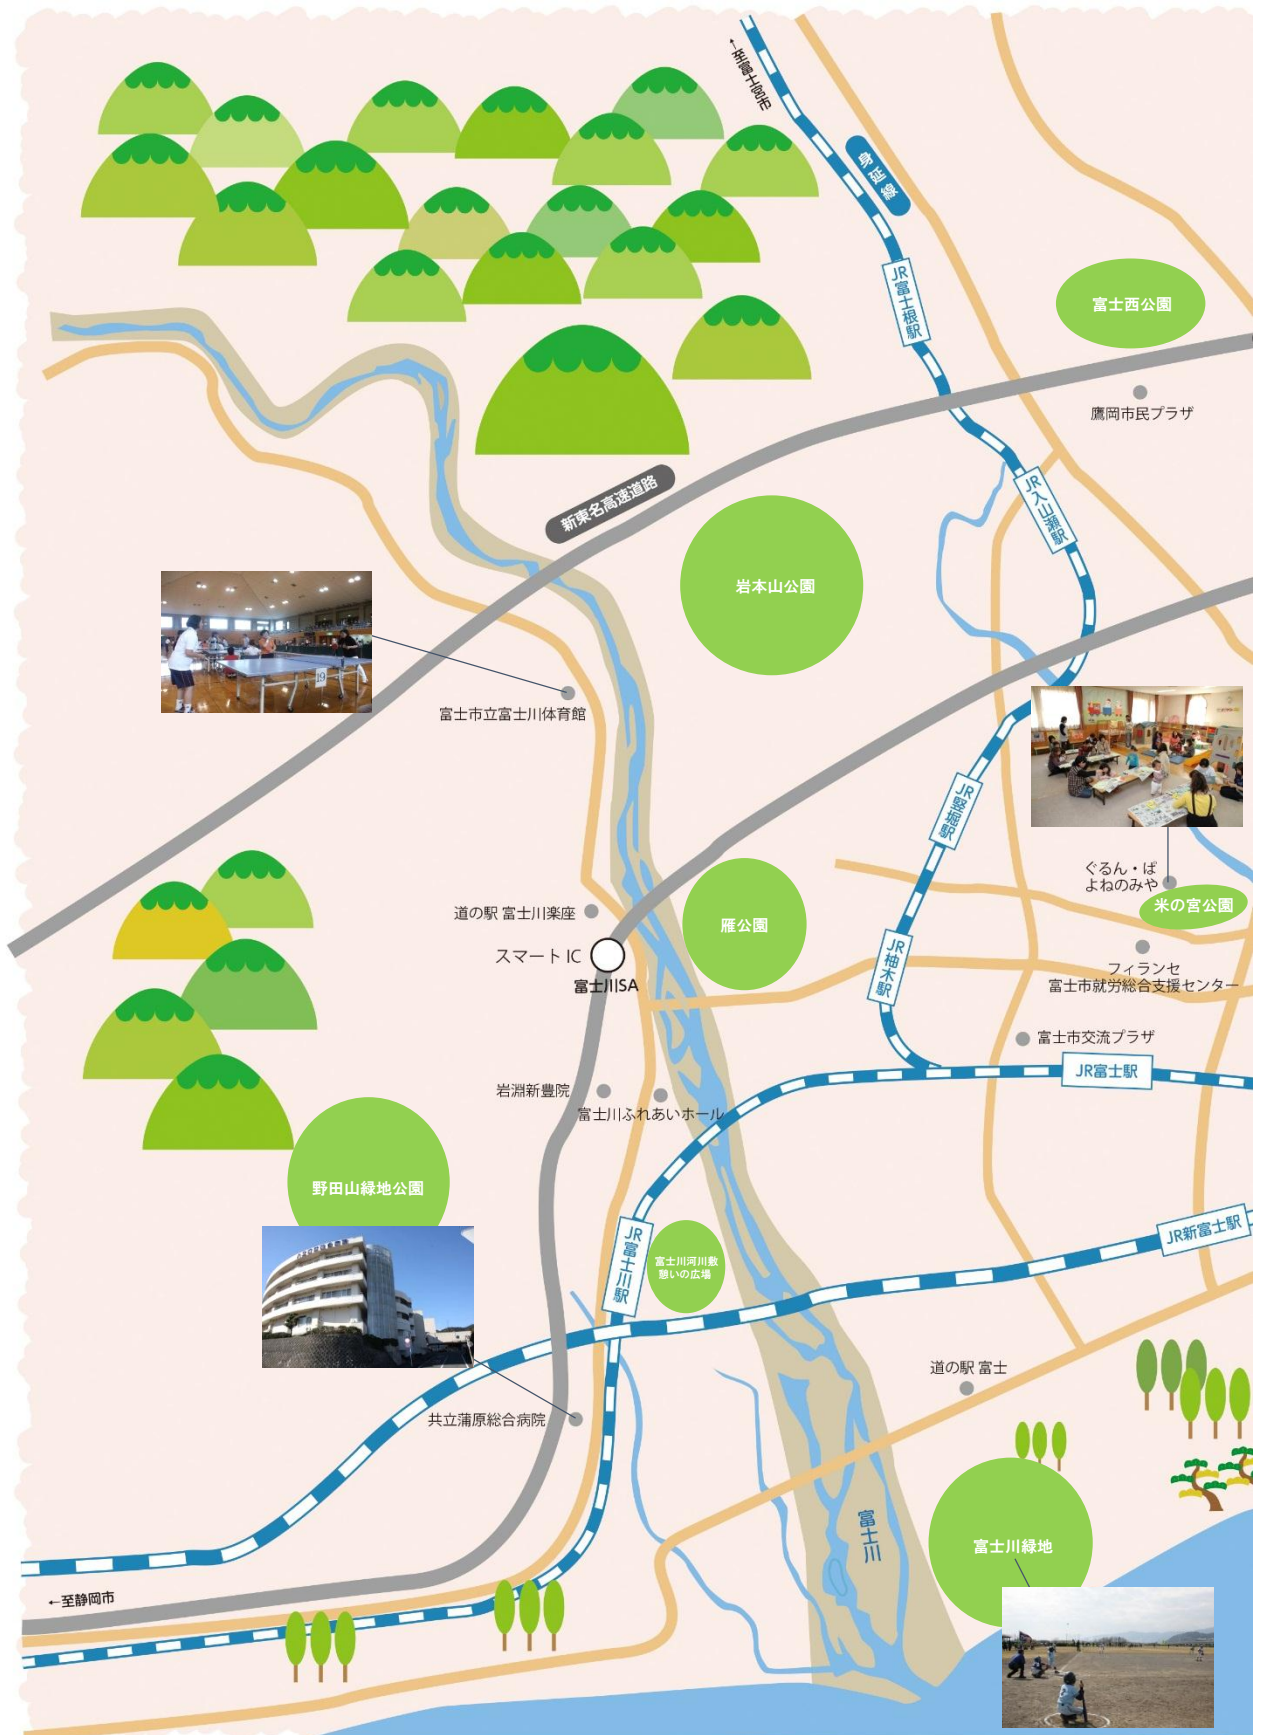 ↑至富士宮市
身延線
JR富士根駅
富士西公園
鷹岡市民プラザ
新東名高速道路
JR入山瀬駅
岩本山公園
19
富士市立富士川体育館
JR竪堀駅
ぐるん・ぱ
よねのみや
米の宮公園
道の駅 富士川楽座
雁公園
スマートIC
富士川SA
JR柚木駅
フィランセ
富士市就労総合支援センター
富士市交流プラザ
JR富士駅
岩淵新豊院
富士川ふれあいホール
野田山緑地公園
JR富士川駅
富士川河川敷
憩いの広場
JR新富士駅
道の駅 富士
共立蒲原総合病院
富士川
富士川緑地
←至静岡市